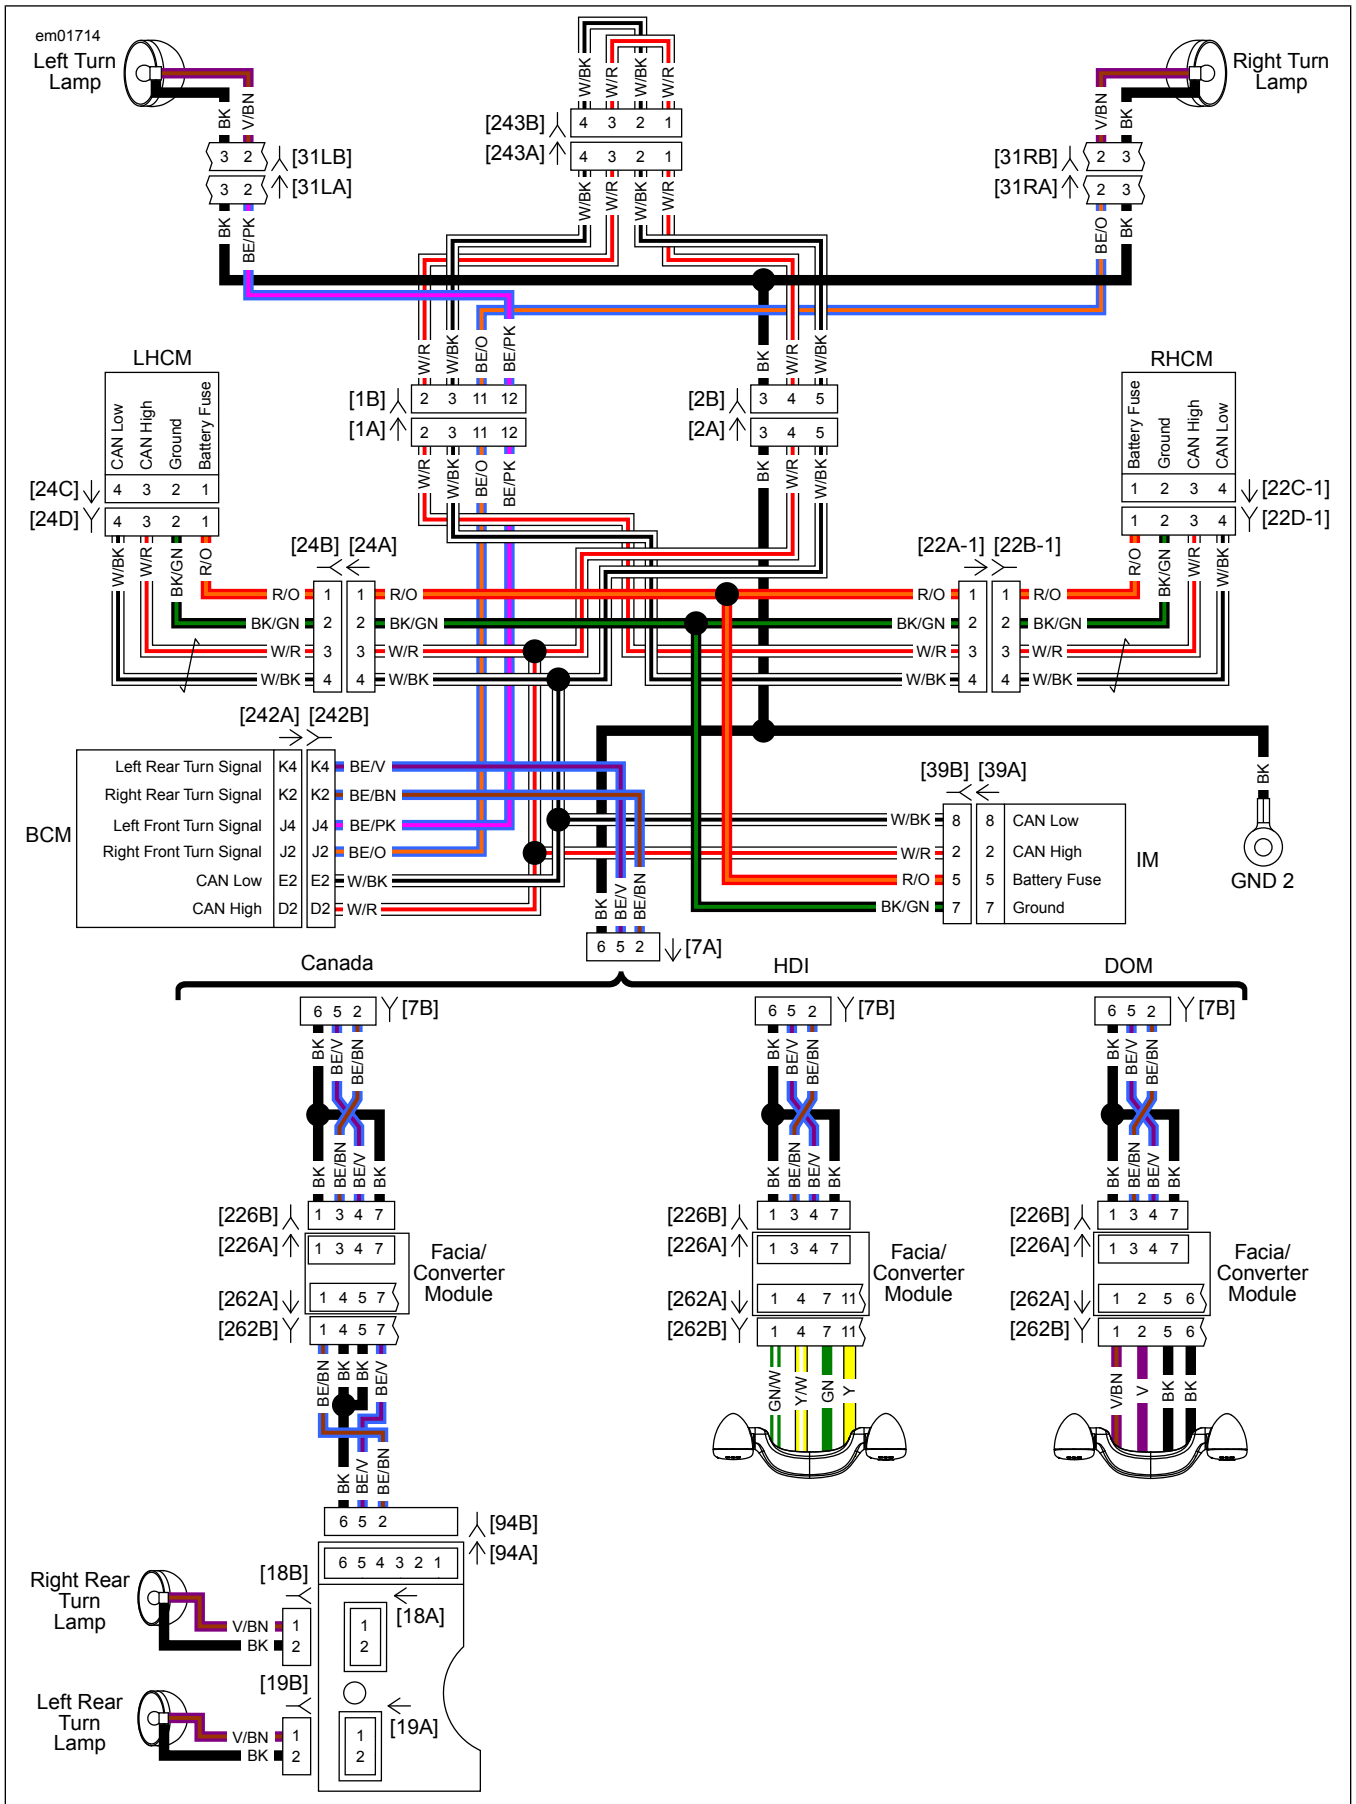 em01714
Left Turn
Lamp
Right Turn
Lamp
W/BK W/R W/BK W/R
[243B] 4 3 2 1
[243A] 4 3 2 1
W/BK W/R W/BK W/R
BK V/BN
3 2 [31LB]
3 2 [31LA]
BK BE/PK
V/BN BK
[31RB] 2 3
[31RA] 2 3
BE/O BK
W/R W/BK BE/O BE/PK
[1B] 2 3 11 12
[1A] 2 3 11 12
W/R W/BK BE/O BE/PK
BK W/R W/BK
[2B] 3 4 5
[2A] 3 4 5
BK W/R W/BK
LHCM
CAN Low
CAN High
Ground
Battery Fuse
[24C] 4 3 2 1
[24D] 4 3 2 1
W/BK W/R BK/GN R/O
RHCM
Battery Fuse
Ground
CAN High
CAN Low
1 2 3 4 [22C-1]
1 2 3 4 [22D-1]
R/O BK/GN W/R W/BK
[24B] [24A]
R/O 1 1 R/O
BK/GN 2 2 BK/GN
W/R 3 3 W/R
W/BK 4 4 W/BK
[22A-1] [22B-1]
R/O 1 1 R/O
BK/GN 2 2 BK/GN
W/R 3 3 W/R
W/BK 4 4 W/BK
[242A] [242B]
BCM
Left Rear Turn Signal K4 K4 BE/V
Right Rear Turn Signal K2 K2 BE/BN
Left Front Turn Signal J4 J4 BE/PK
Right Front Turn Signal J2 J2 BE/O
CAN Low E2 E2 W/BK
CAN High D2 D2 W/R
[39B] [39A]
W/BK 8 8 CAN Low
W/R 2 2 CAN High
R/O 5 5 Battery Fuse
BK/GN 7 7 Ground
IM
BK
GND 2
BK BE/V BE/BN
6 5 2 [7A]
Canada
HDI
DOM
6 5 2 [7B]
BK BE/V BE/BN
BK BE/BN BE/V BK
[226B] 1 3 4 7
[226A] 1 3 4 7
Facia/
Converter
Module
[262A] 1 4 5 7
[262B] 1 4 5 7
BE/BN BK BK BE/V
BK BE/V BE/BN
6 5 2 [94B]
6 5 4 3 2 1 [94A]
6 5 2 [7B]
BK BE/V BE/BN
BK BE/BN BE/V BK
[226B] 1 3 4 7
[226A] 1 3 4 7
Facia/
Converter
Module
[262A] 1 4 7 11
[262B] 1 4 7 11
GN/W Y/W GN Y
6 5 2 [7B]
BK BE/V BE/BN
BK BE/BN BE/V BK
[226B] 1 3 4 7
[226A] 1 3 4 7
Facia/
Converter
Module
[262A] 1 2 5 6
[262B] 1 2 5 6
V/BN V BK BK
Right Rear
Turn
Lamp
[18B]
V/BN 1
BK 2
[18A]
1
2
Left Rear
Turn
Lamp
[19B]
V/BN 1
BK 2
[19A]
1
2